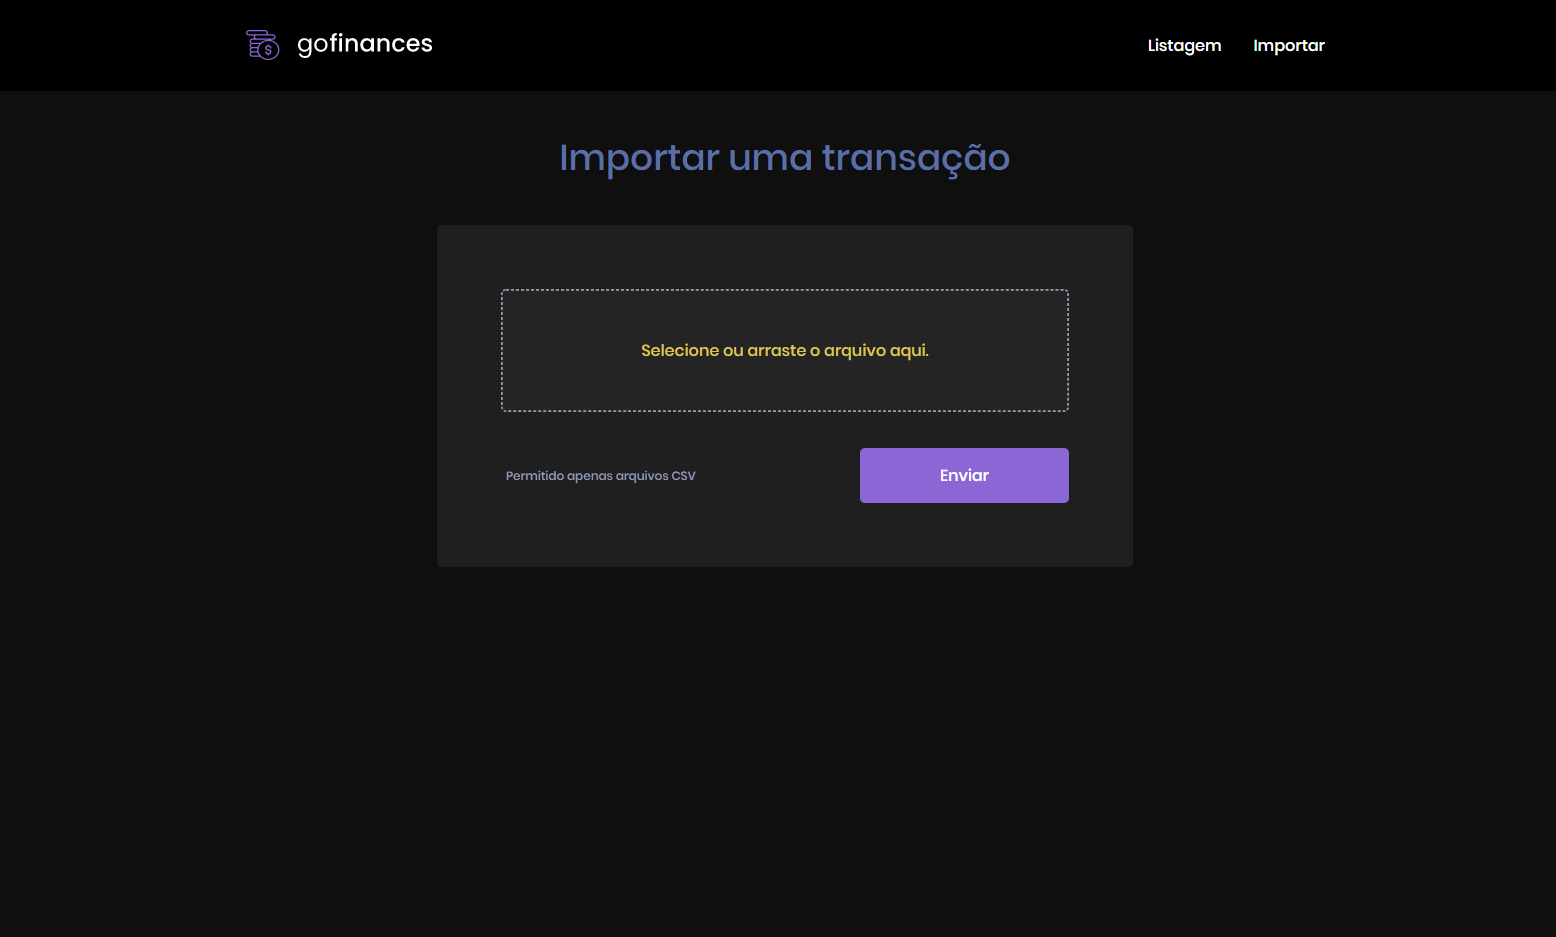 gofinances
Listagem
Importar
Importar uma transação
Selecione ou arraste o arquivo aqui.
Permitido apenas arquivos CSV
Enviar